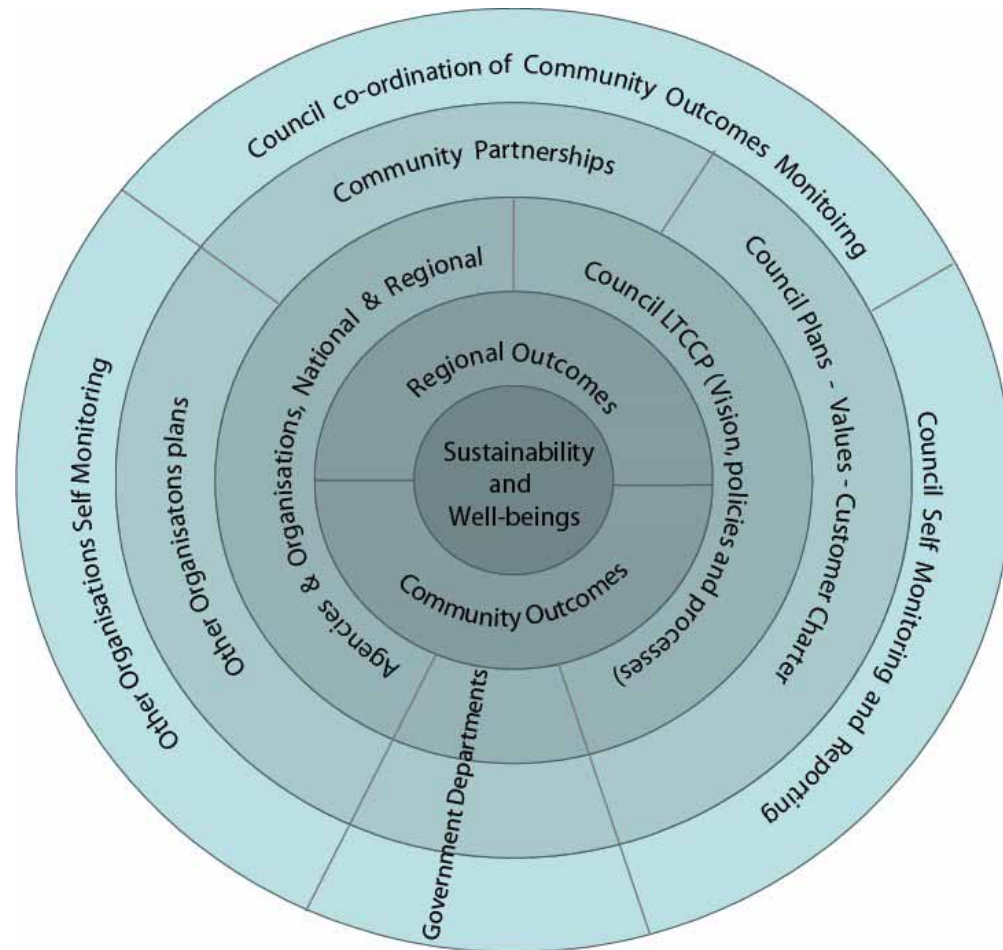 Council co-ordination of Community Outcomes Monitoirng
Community Partnerships
Council Plans - Values - Customer Charter
Council Self Monitoring and Reporting
Other Organisations Self Monitoring
Other Organisatons plans
Agencies & Organisations, National & Regional
Council LTCCP (Vision, policies and processes)
Regional Outcomes
Sustainability
and
Well-beings
Community Outcomes
Government Departments